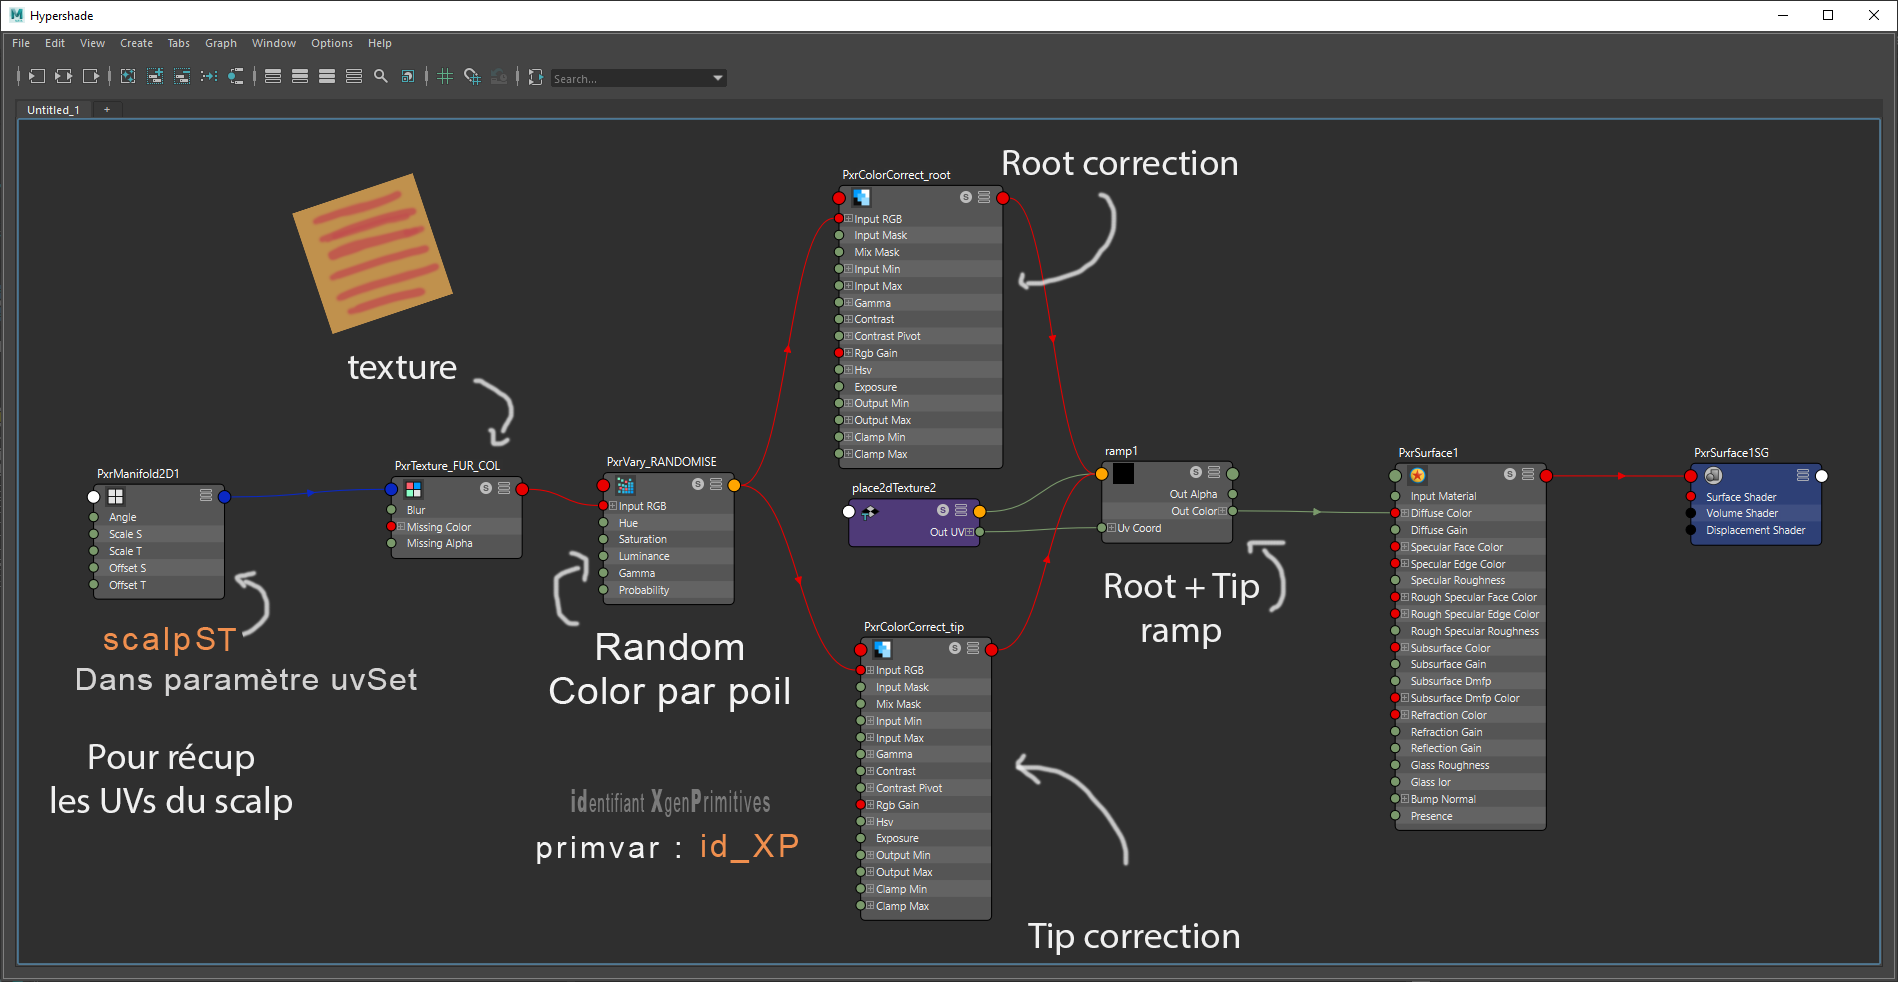 Hypershade
File Edit View Create Tabs Graph Window Options Help
Search...
Untitled_1 +
PxrColorCorrect_root
S
Input RGB
Input Mask
Mix Mask
Input Min
Input Max
Gamma
Contrast
Contrast Pivot
Rgb Gain
Hsv
Exposure
Output Min
Output Max
Clamp Min
Clamp Max
Root correction
texture
PxrManifold2D1
Angle
Scale S
Scale T
Offset S
Offset T
scalpST
Dans paramètre uvSet
Pour récup
les UVs du scalp
PxrTexture_FUR_COL
S
Blur
Missing Color
Missing Alpha
PxrVary_RANDOMISE
S
Input RGB
Hue
Saturation
Luminance
Gamma
Probability
Random
Color par poil
identifiant XgenPrimitives
primvar : id_XP
place2dTexture2
S
Out UV
PxrColorCorrect_tip
S
Input RGB
Input Mask
Mix Mask
Input Min
Input Max
Gamma
Contrast
Contrast Pivot
Rgb Gain
Hsv
Exposure
Output Min
Output Max
Clamp Min
Clamp Max
Tip correction
ramp1
S
Out Alpha
Out Color
Uv Coord
Root + Tip
ramp
PxrSurface1
S
Input Material
Diffuse Color
Diffuse Gain
Specular Face Color
Specular Edge Color
Specular Roughness
Rough Specular Face Color
Rough Specular Edge Color
Rough Specular Roughness
Subsurface Color
Subsurface Gain
Subsurface Dmfp
Subsurface Dmfp Color
Refraction Color
Refraction Gain
Reflection Gain
Glass Roughness
Glass Ior
Bump Normal
Presence
PxrSurface1SG
Surface Shader
Volume Shader
Displacement Shader